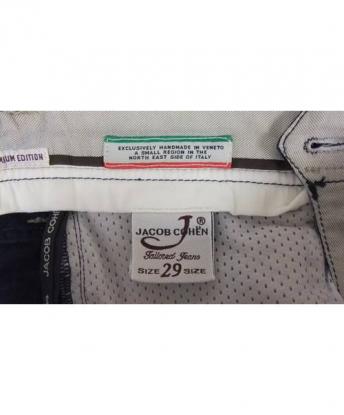 EXCLUSIVELY HANDMADE IN VENETO
A SMALL REGION IN THE
NORTH EAST SIDE OF ITALY
MIUM EDITION
J®
JACOB COHËN
Tailored Jeans
SIZE 29 SIZE
JACOB COHËN